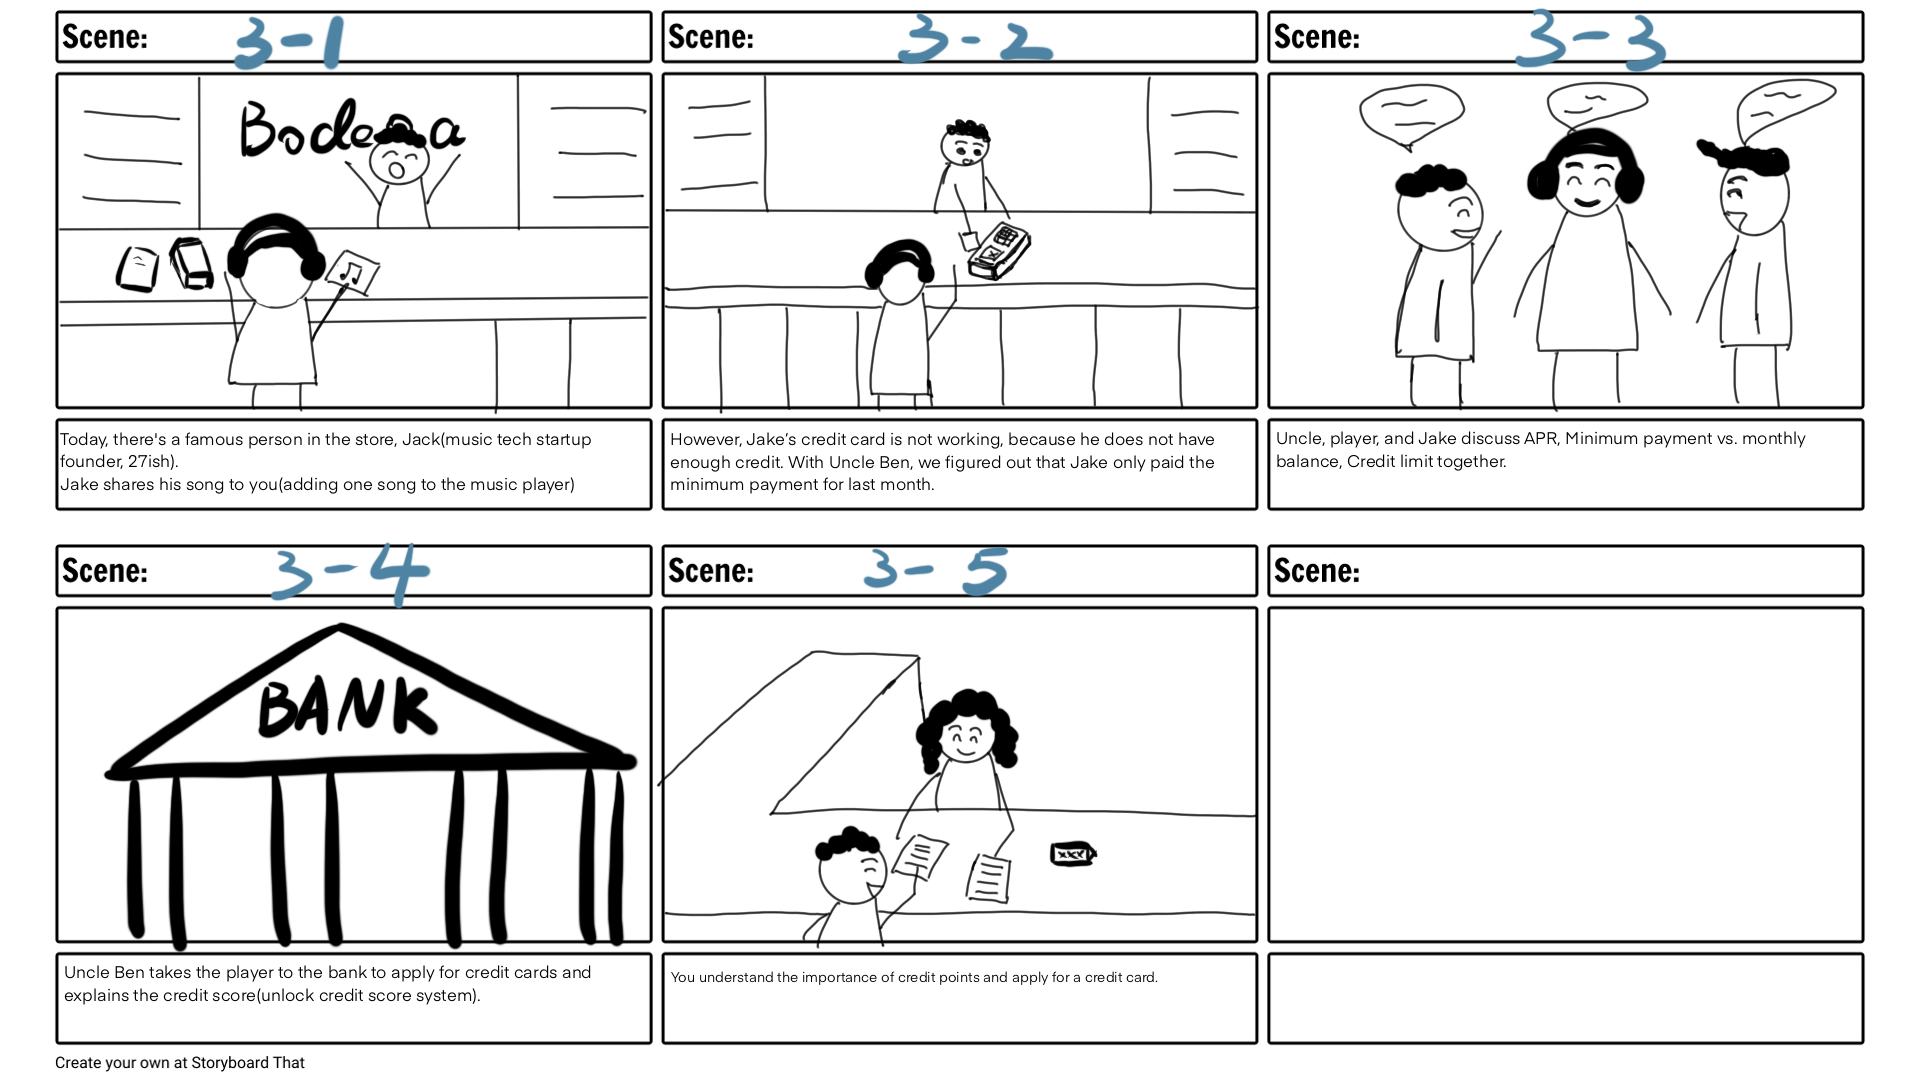 Scene: 3-1
Bode a
Today, there's a famous person in the store, Jack(music tech startup
founder, 27ish).
Jake shares his song to you(adding one song to the music player)
Scene: 3-2
However, Jake’s credit card is not working, because he does not have
enough credit. With Uncle Ben, we figured out that Jake only paid the
minimum payment for last month.
Scene: 3-3
Uncle, player, and Jake discuss APR, Minimum payment vs. monthly
balance, Credit limit together.
Scene: 3-4
BANK
Uncle Ben takes the player to the bank to apply for credit cards and
explains the credit score(unlock credit score system).
Scene: 3-5
xxx
You understand the importance of credit points and apply for a credit card.
Scene:
Create your own at Storyboard That